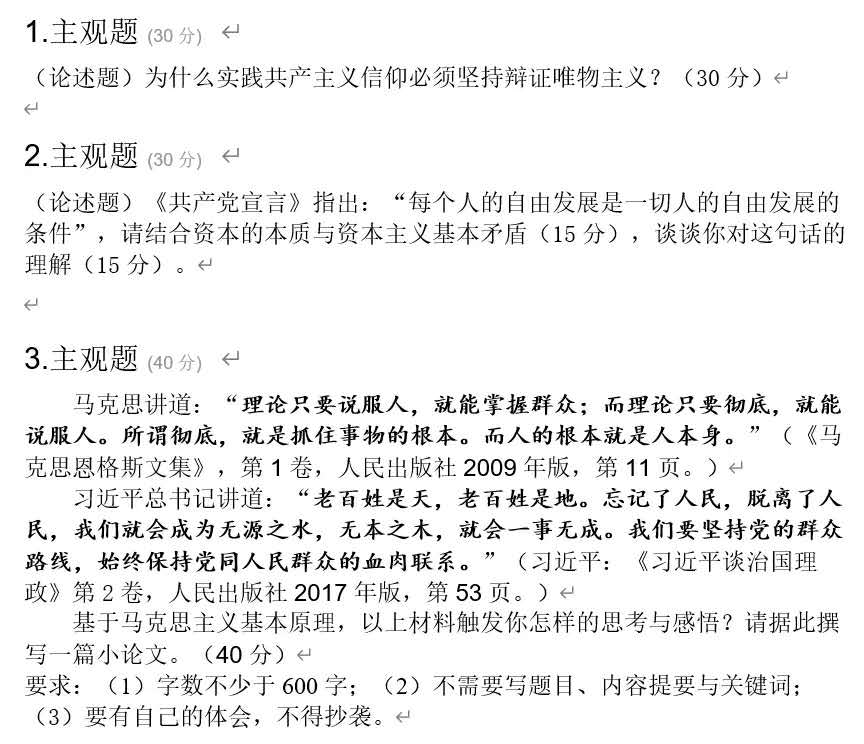 1.主观题 (30 分) ↵
（论述题）为什么实践共产主义信仰必须坚持辩证唯物主义？（30 分）↵
↵
2.主观题 (30 分) ↵
（论述题）《共产党宣言》指出：“每个人的自由发展是一切人的自由发展的
条件”，请结合资本的本质与资本主义基本矛盾（15 分），谈谈你对这句话的
理解（15 分）。↵
↵
3.主观题 (40 分) ↵
马克思讲道：“理论只要说服人，就能掌握群众；而理论只要彻底，就能
说服人。所谓彻底，就是抓住事物的根本。而人的根本就是人本身。”（《马
克思恩格斯文集》，第 1 卷，人民出版社 2009 年版，第 11 页。）↵
习近平总书记讲道：“老百姓是天，老百姓是地。忘记了人民，脱离了人
民，我们就会成为无源之水，无本之木，就会一事无成。我们要坚持党的群众
路线，始终保持党同人民群众的血肉联系。”（习近平：《习近平谈治国理
政》第 2 卷，人民出版社 2017 年版，第 53 页。）↵
基于马克思主义基本原理，以上材料触发你怎样的思考与感悟？请据此撰
写一篇小论文。（40 分）↵
要求：（1）字数不少于 600 字；（2）不需要写题目、内容提要与关键词；
（3）要有自己的体会，不得抄袭。↵